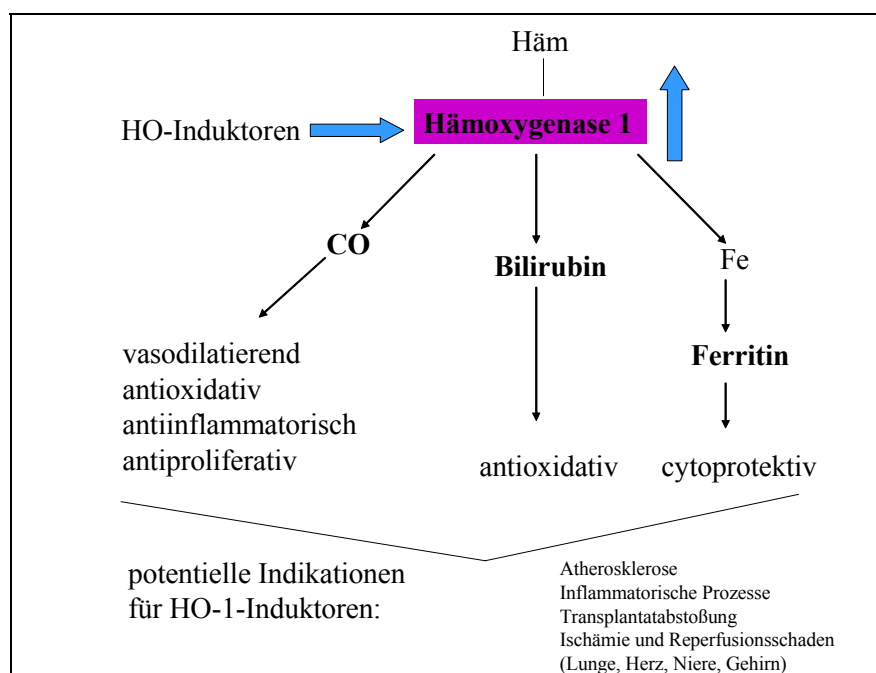 Häm
HO-Induktoren
Hämoxygenase 1
CO
Bilirubin
Fe
Ferritin
vasodilatierend
antioxidativ
antiinflammatorisch
antiproliferativ
antioxidativ
cytoprotektiv
potentielle Indikationen
für HO-1-Induktoren:
Atherosklerose
Inflammatorische Prozesse
Transplantatabstoßung
Ischämie und Reperfusionsschaden
(Lunge, Herz, Niere, Gehirn)